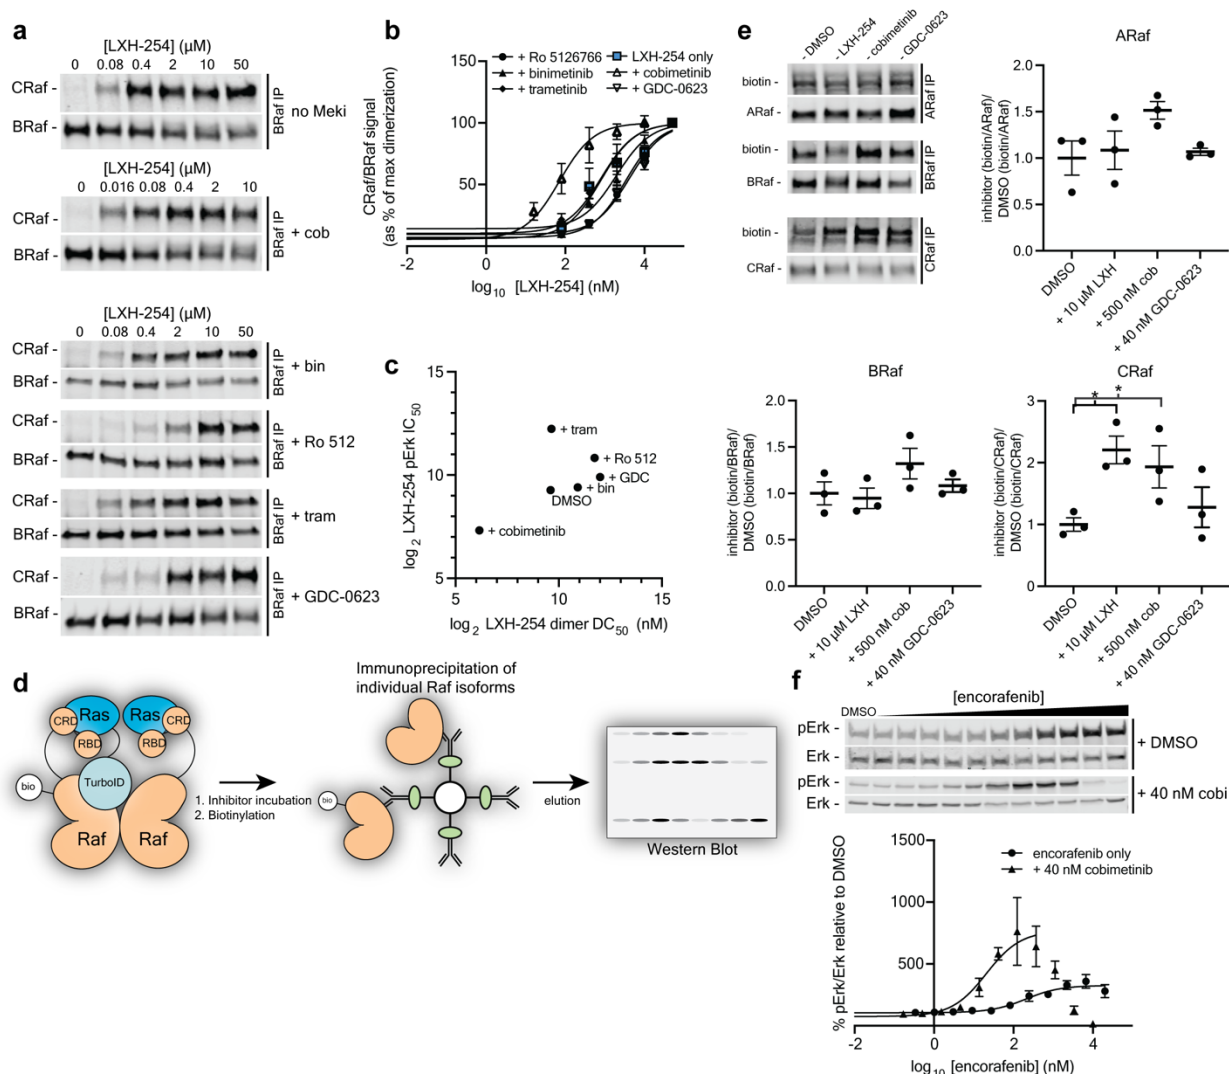 a
[LXH-254] (µM)
0 0.08 0.4 2 10 50
CRaf -
BRaf -
BRaf IP
no Meki
[LXH-254] (µM)
0 0.016 0.08 0.4 2 10
CRaf -
BRaf -
BRaf IP
+ cob
[LXH-254] (µM)
0 0.08 0.4 2 10 50
CRaf -
BRaf -
BRaf IP
+ bin
CRaf -
BRaf -
BRaf IP
+ Ro 512
CRaf -
BRaf -
BRaf IP
+ tram
CRaf -
BRaf -
BRaf IP
+ GDC-0623
b
+ Ro 5126766
+ binimetinib
+ trametinib
LXH-254 only
+ cobimetinib
+ GDC-0623
CRaf/BRaf signal
(as % of max dimerization)
100
50
-2 0 2 4
log10 [LXH-254] (nM)
c
log2 LXH-254 pErk IC50
15
10
5
+ tram
+ Ro 512
+ GDC
+ bin
DMSO
+ cobimetinib
5 10 15
log2 LXH-254 dimer DC50 (nM)
d
CRD
Ras
Ras
CRD
RBD
RBD
TurboID
bio
Raf
Raf
1. Inhibitor incubation
2. Biotinylation
Immunoprecipitation of
individual Raf isoforms
bio
elution
Western Blot
e
- DMSO
- LXH-254
- cobimetinib
- GDC-0623
biotin -
ARaf -
ARaf IP
biotin -
BRaf -
BRaf IP
biotin -
CRaf -
CRaf IP
ARaf
inhibitor (biotin/ARaf)/
DMSO (biotin/ARaf)
2.0
1.5
1.0
0.5
0.0
DMSO
+ 10 µM LXH
+ 500 nM cob
+ 40 nM GDC-0623
BRaf
inhibitor (biotin/BRaf)/
DMSO (biotin/BRaf)
2.0
1.5
1.0
0.5
0.0
DMSO
+ 10 µM LXH
+ 500 nM cob
+ 40 nM GDC-0623
CRaf
inhibitor (biotin/CRaf)/
DMSO (biotin/CRaf)
3
2
1
0
* *
DMSO
+ 10 µM LXH
+ 500 nM cob
+ 40 nM GDC-0623
f
[encorafenib]
DMSO
pErk -
Erk -
+ DMSO
pErk -
Erk -
+ 40 nM cobi
% pErk/Erk relative to DMSO
1500
1000
500
encorafenib only
+ 40 nM cobimetinib
-2 0 2 4
log10 [encorafenib] (nM)